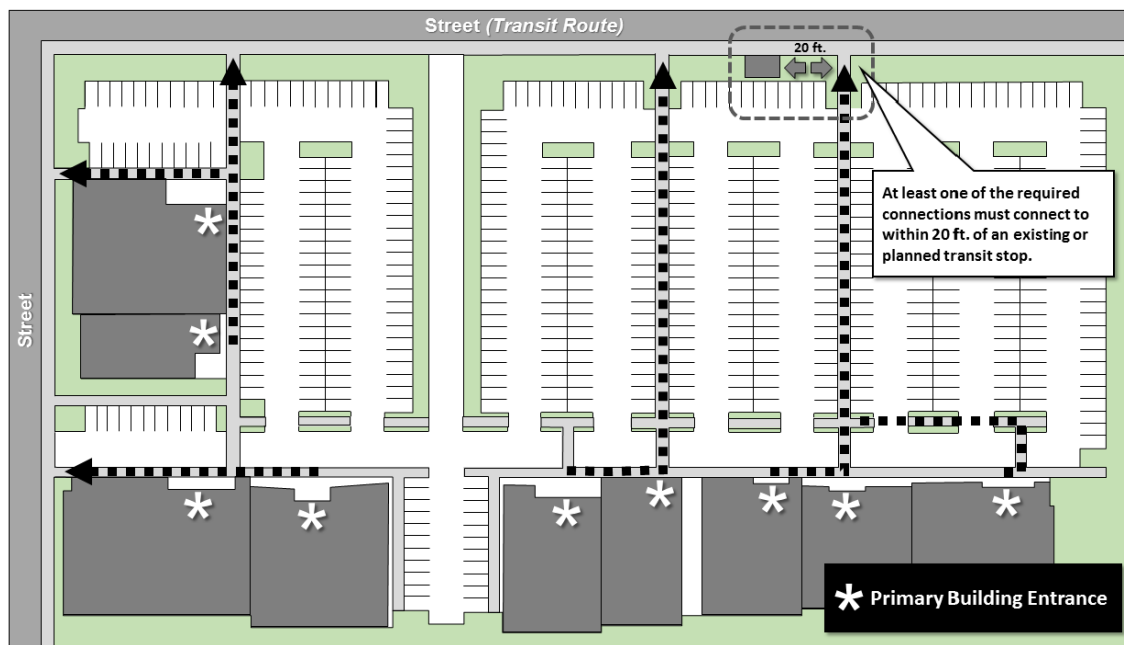 Street (Transit Route)
20 ft.
At least one of the required
connections must connect to
within 20 ft. of an existing or
planned transit stop.
Street
* Primary Building Entrance